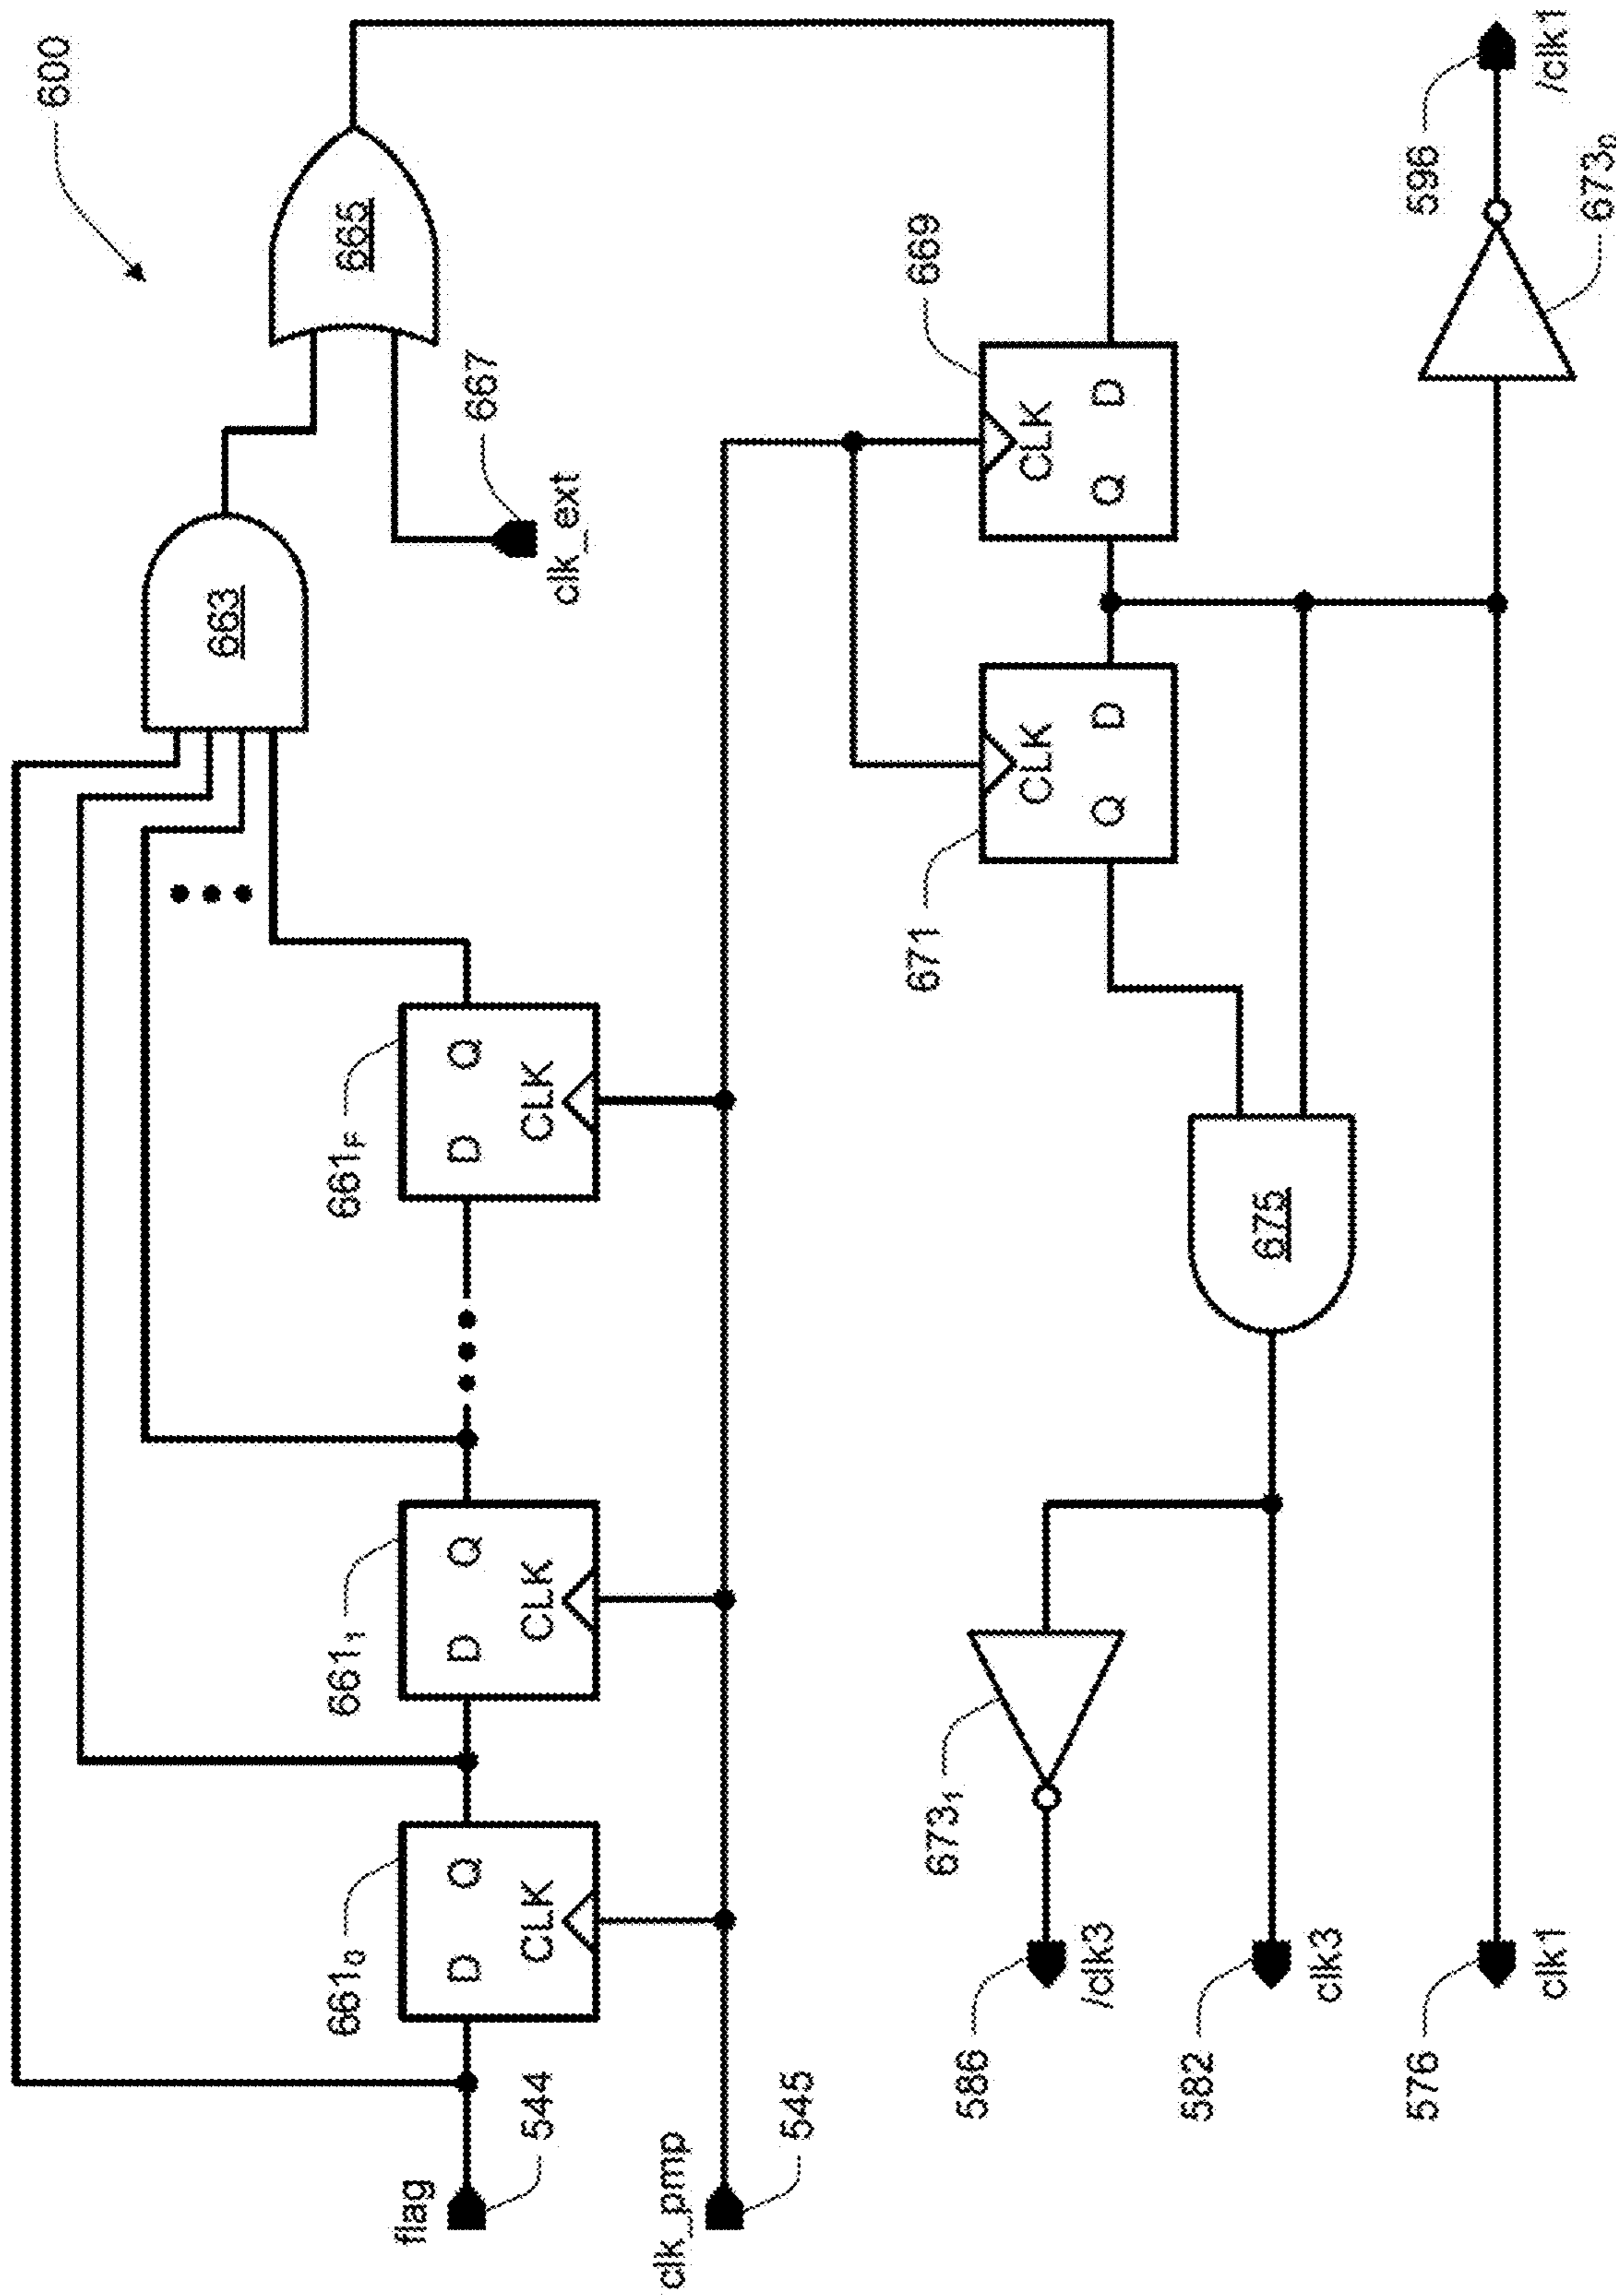 600
665
663
667
clk_ext
661₀
D Q
CLK
661₁
D Q
CLK
661F
D Q
CLK
flag
544
clk_pmp
545
671
CLK
Q D
669
CLK
Q D
675
673₁
586
/clk3
582
clk3
576
clk1
596
/clk1
673₀